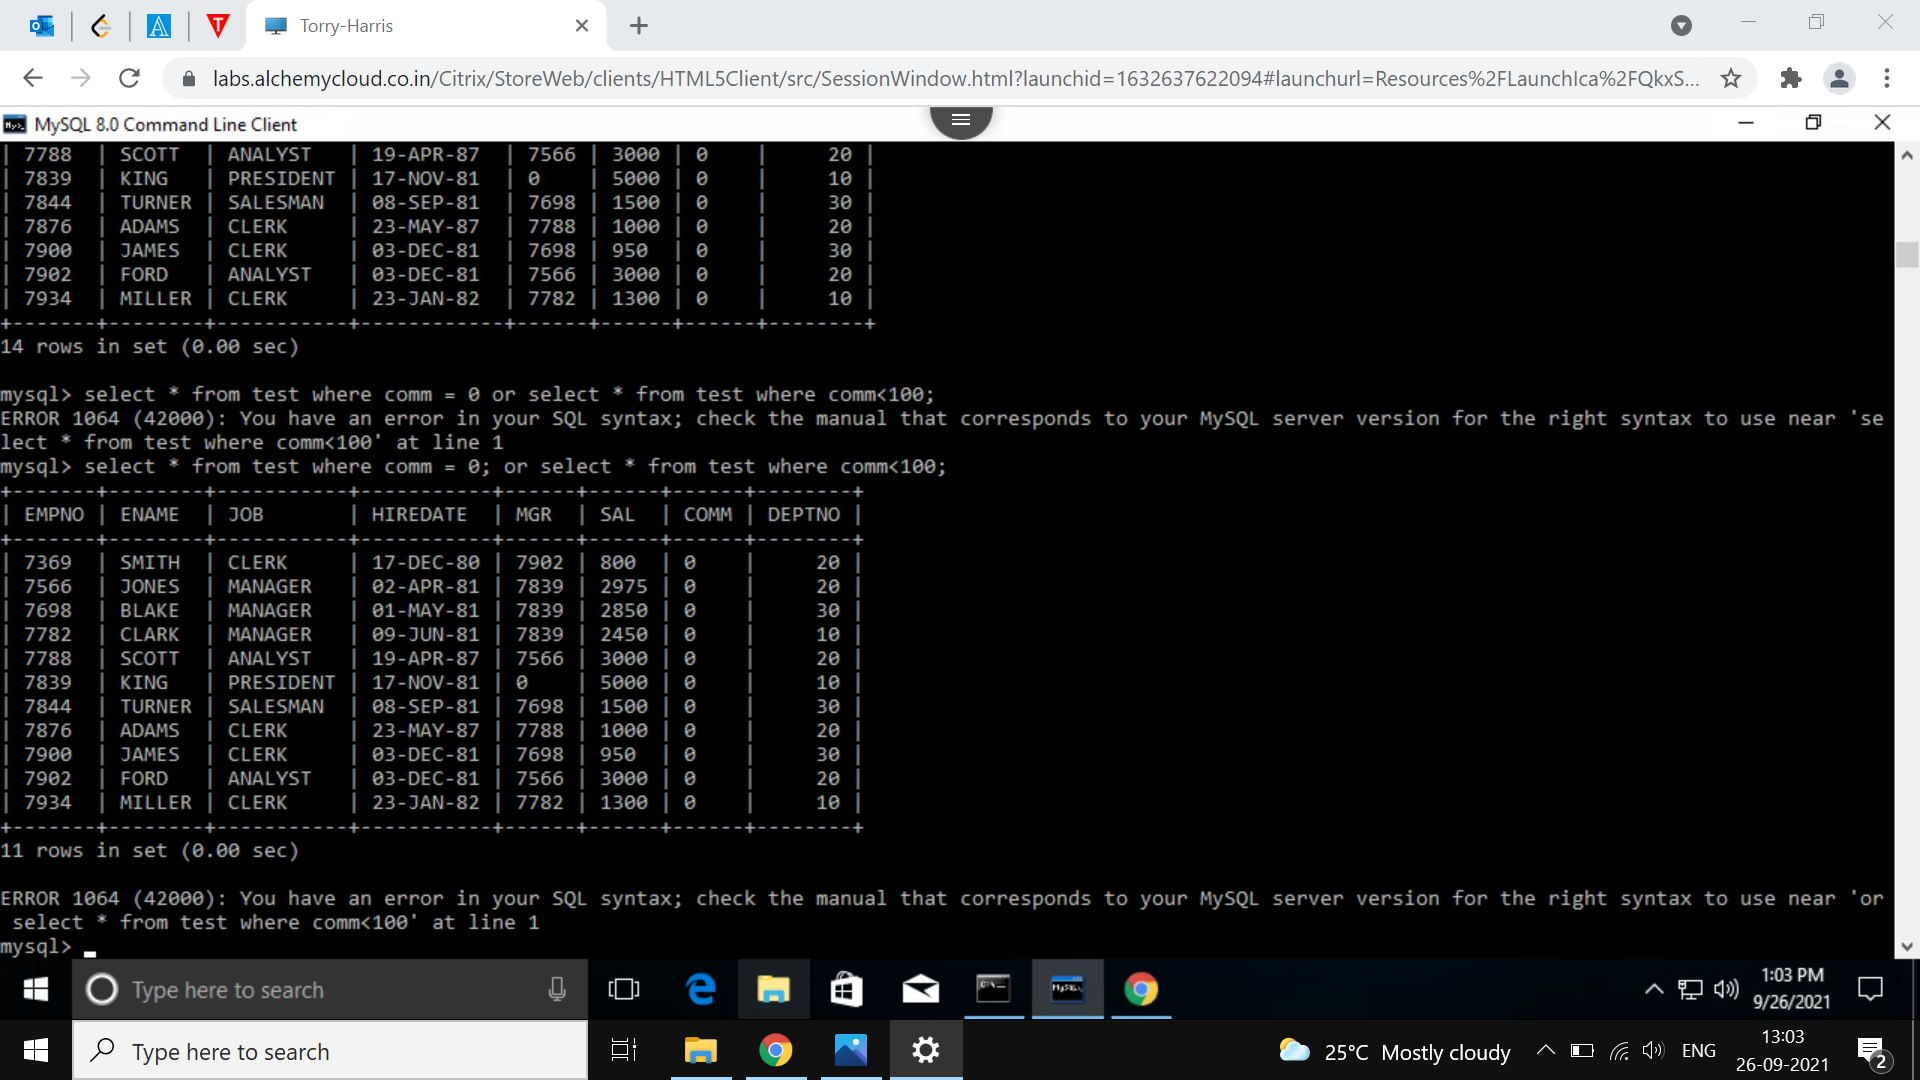 Torry-Harris
labs.alchemycloud.co.in/Citrix/StoreWeb/clients/HTML5Client/src/SessionWindow.html?launchid=1632637622094#launchurl=Resources%2FLaunchIca%2FQkxS...
MySQL 8.0 Command Line Client
| 7788 | SCOTT | ANALYST | 19-APR-87 | 7566 | 3000 | 0 | 20 |
| 7839 | KING | PRESIDENT | 17-NOV-81 | 0 | 5000 | 0 | 10 |
| 7844 | TURNER | SALESMAN | 08-SEP-81 | 7698 | 1500 | 0 | 30 |
| 7876 | ADAMS | CLERK | 23-MAY-87 | 7788 | 1000 | 0 | 20 |
| 7900 | JAMES | CLERK | 03-DEC-81 | 7698 | 950 | 0 | 30 |
| 7902 | FORD | ANALYST | 03-DEC-81 | 7566 | 3000 | 0 | 20 |
| 7934 | MILLER | CLERK | 23-JAN-82 | 7782 | 1300 | 0 | 10 |
+-------+--------+-----------+------------+------+------+------+--------+
14 rows in set (0.00 sec)
mysql> select * from test where comm = 0 or select * from test where comm<100;
ERROR 1064 (42000): You have an error in your SQL syntax; check the manual that corresponds to your MySQL server version for the right syntax to use near 'se
lect * from test where comm<100' at line 1
mysql> select * from test where comm = 0; or select * from test where comm<100;
+-------+--------+-----------+-----------+------+------+------+--------+
| EMPNO | ENAME | JOB | HIREDATE | MGR | SAL | COMM | DEPTNO |
+-------+--------+-----------+-----------+------+------+------+--------+
| 7369 | SMITH | CLERK | 17-DEC-80 | 7902 | 800 | 0 | 20 |
| 7566 | JONES | MANAGER | 02-APR-81 | 7839 | 2975 | 0 | 20 |
| 7698 | BLAKE | MANAGER | 01-MAY-81 | 7839 | 2850 | 0 | 30 |
| 7782 | CLARK | MANAGER | 09-JUN-81 | 7839 | 2450 | 0 | 10 |
| 7788 | SCOTT | ANALYST | 19-APR-87 | 7566 | 3000 | 0 | 20 |
| 7839 | KING | PRESIDENT | 17-NOV-81 | 0 | 5000 | 0 | 10 |
| 7844 | TURNER | SALESMAN | 08-SEP-81 | 7698 | 1500 | 0 | 30 |
| 7876 | ADAMS | CLERK | 23-MAY-87 | 7788 | 1000 | 0 | 20 |
| 7900 | JAMES | CLERK | 03-DEC-81 | 7698 | 950 | 0 | 30 |
| 7902 | FORD | ANALYST | 03-DEC-81 | 7566 | 3000 | 0 | 20 |
| 7934 | MILLER | CLERK | 23-JAN-82 | 7782 | 1300 | 0 | 10 |
+-------+--------+-----------+-----------+------+------+------+--------+
11 rows in set (0.00 sec)
ERROR 1064 (42000): You have an error in your SQL syntax; check the manual that corresponds to your MySQL server version for the right syntax to use near 'or
 select * from test where comm<100' at line 1
mysql> _
Type here to search
1:03 PM
9/26/2021
Type here to search
25°C Mostly cloudy
ENG
13:03
26-09-2021
2